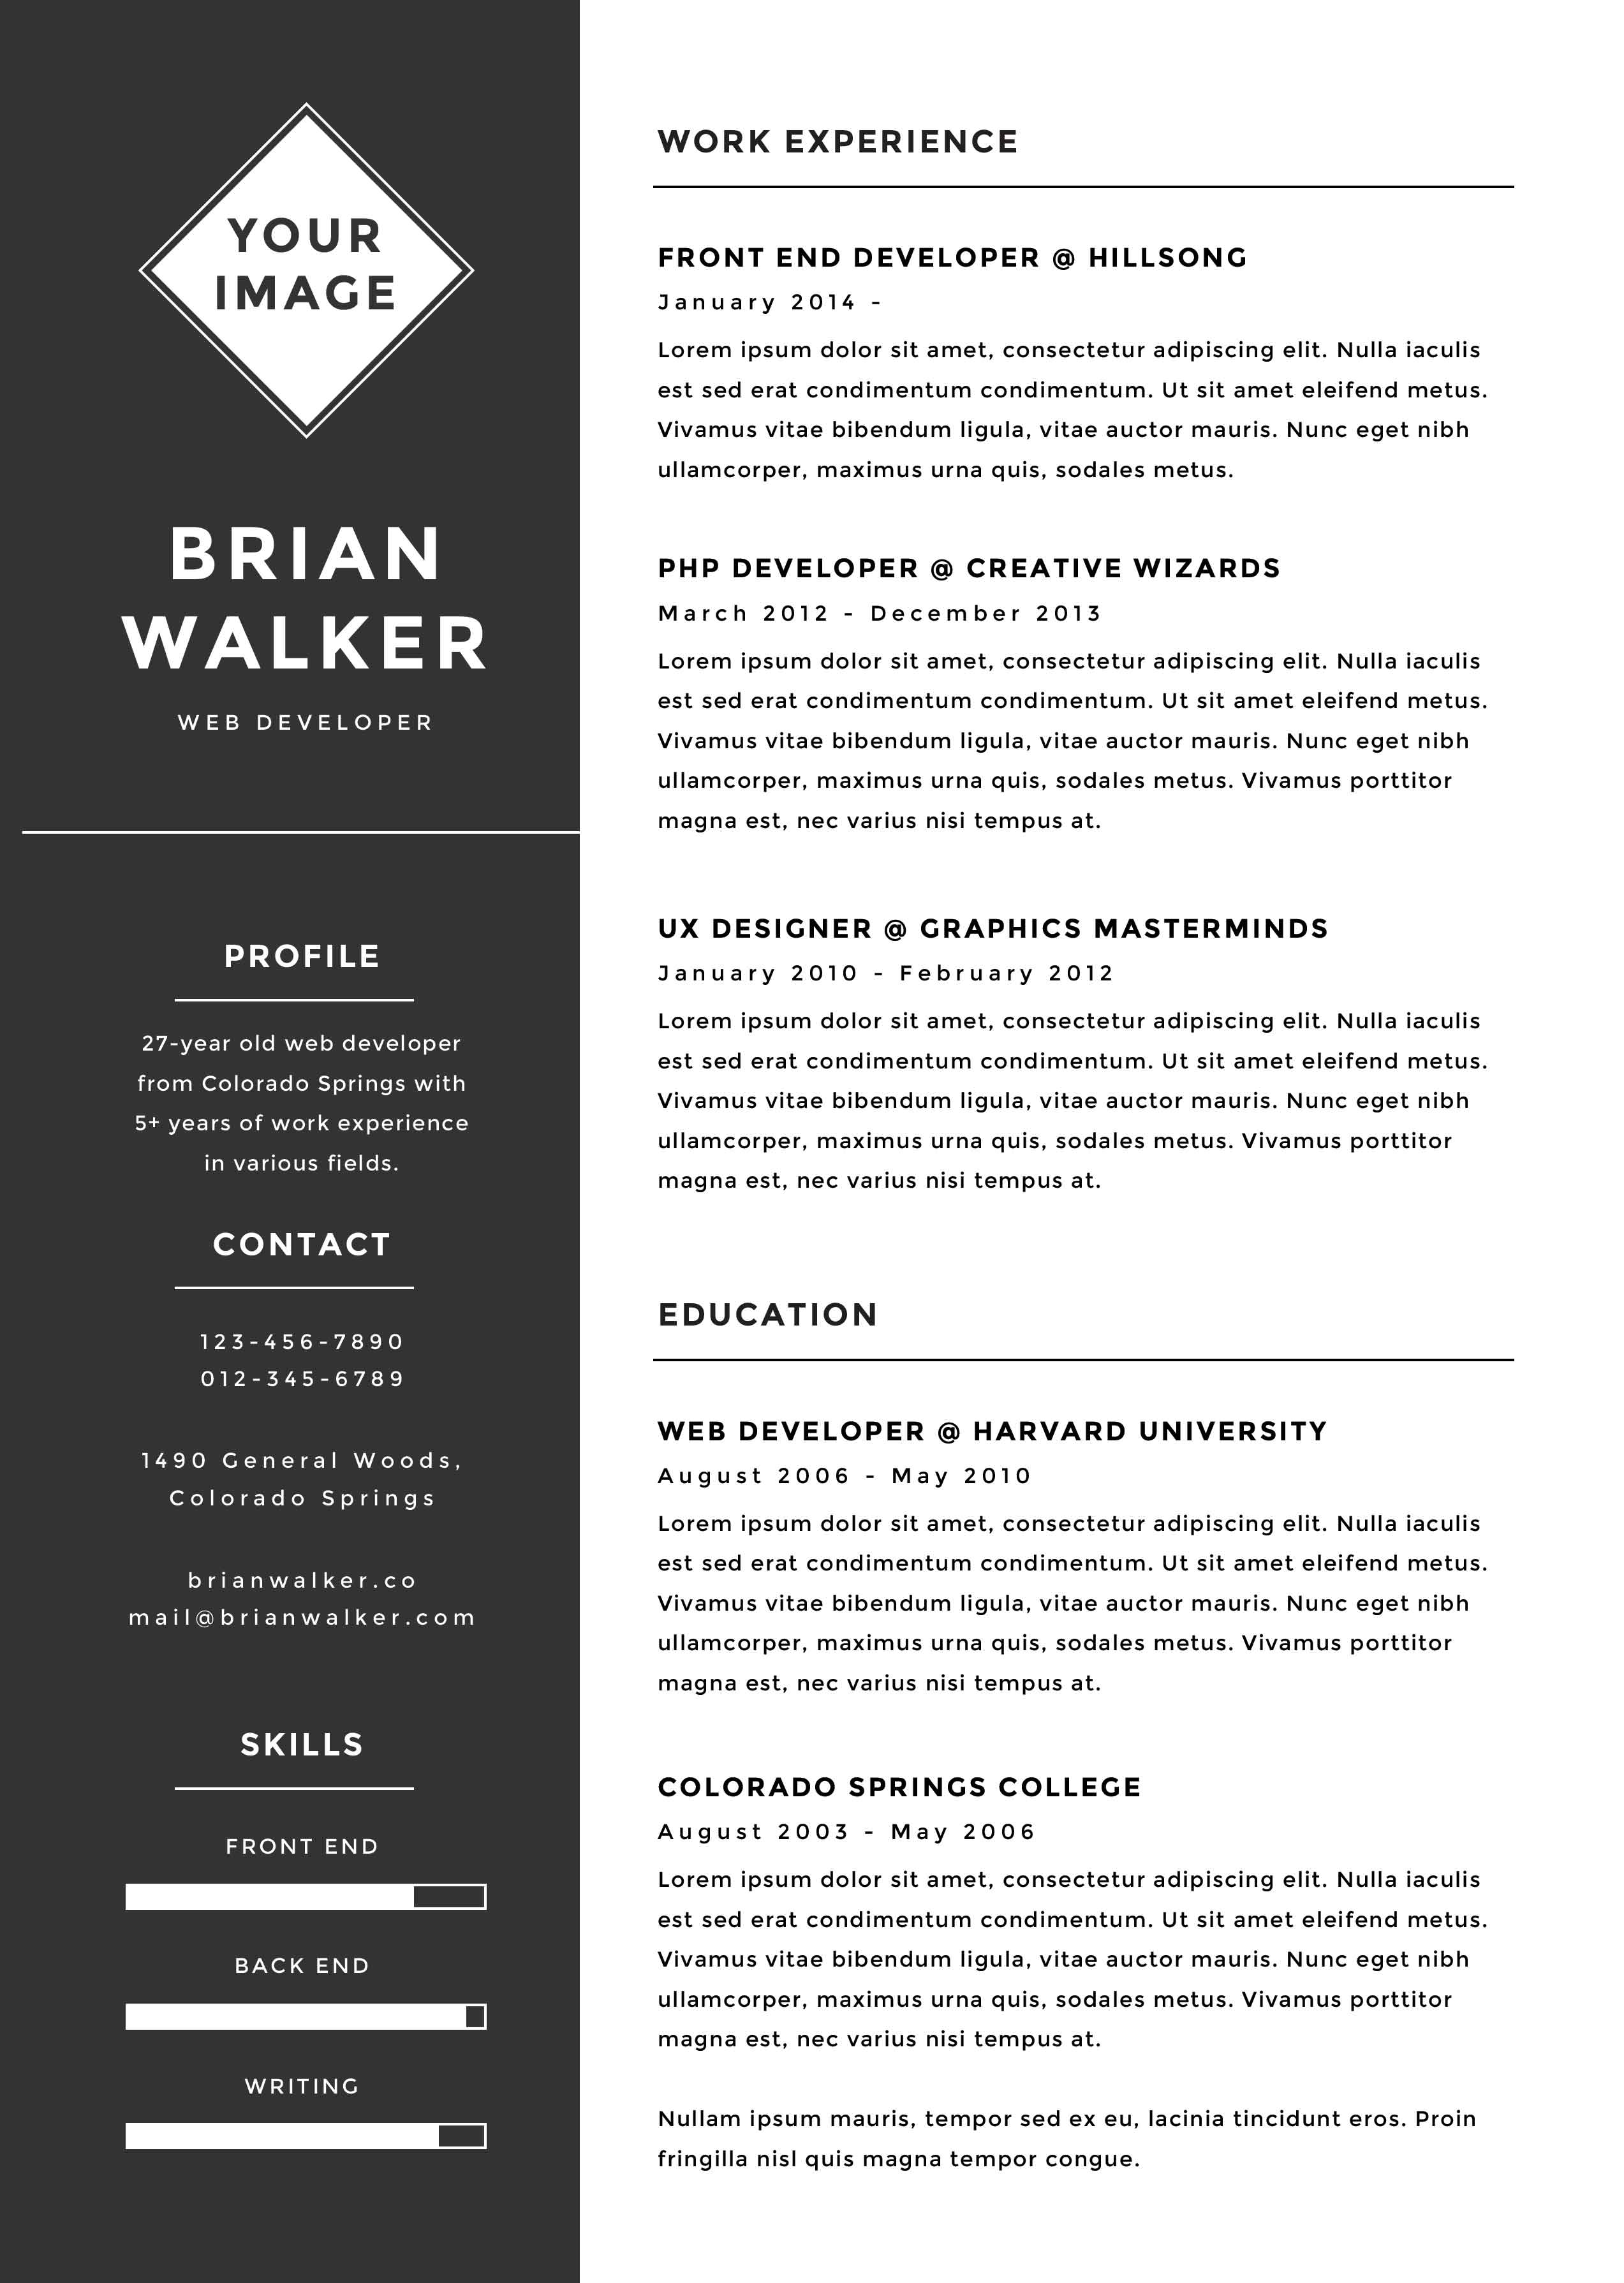 YOUR
IMAGE
BRIAN
WALKER
WEB DEVELOPER
PROFILE
27-year old web developer
from Colorado Springs with
5+ years of work experience
in various fields.
CONTACT
123-456-7890
012-345-6789
1490 General Woods,
Colorado Springs
brianwalker.co
mail@brianwalker.com
SKILLS
FRONT END
BACK END
WRITING
WORK EXPERIENCE
FRONT END DEVELOPER @ HILLSONG
January 2014 -
Lorem ipsum dolor sit amet, consectetur adipiscing elit. Nulla iaculis
est sed erat condimentum condimentum. Ut sit amet eleifend metus.
Vivamus vitae bibendum ligula, vitae auctor mauris. Nunc eget nibh
ullamcorper, maximus urna quis, sodales metus.
PHP DEVELOPER @ CREATIVE WIZARDS
March 2012 - December 2013
Lorem ipsum dolor sit amet, consectetur adipiscing elit. Nulla iaculis
est sed erat condimentum condimentum. Ut sit amet eleifend metus.
Vivamus vitae bibendum ligula, vitae auctor mauris. Nunc eget nibh
ullamcorper, maximus urna quis, sodales metus. Vivamus porttitor
magna est, nec varius nisi tempus at.
UX DESIGNER @ GRAPHICS MASTERMINDS
January 2010 - February 2012
Lorem ipsum dolor sit amet, consectetur adipiscing elit. Nulla iaculis
est sed erat condimentum condimentum. Ut sit amet eleifend metus.
Vivamus vitae bibendum ligula, vitae auctor mauris. Nunc eget nibh
ullamcorper, maximus urna quis, sodales metus. Vivamus porttitor
magna est, nec varius nisi tempus at.
EDUCATION
WEB DEVELOPER @ HARVARD UNIVERSITY
August 2006 - May 2010
Lorem ipsum dolor sit amet, consectetur adipiscing elit. Nulla iaculis
est sed erat condimentum condimentum. Ut sit amet eleifend metus.
Vivamus vitae bibendum ligula, vitae auctor mauris. Nunc eget nibh
ullamcorper, maximus urna quis, sodales metus. Vivamus porttitor
magna est, nec varius nisi tempus at.
COLORADO SPRINGS COLLEGE
August 2003 - May 2006
Lorem ipsum dolor sit amet, consectetur adipiscing elit. Nulla iaculis
est sed erat condimentum condimentum. Ut sit amet eleifend metus.
Vivamus vitae bibendum ligula, vitae auctor mauris. Nunc eget nibh
ullamcorper, maximus urna quis, sodales metus. Vivamus porttitor
magna est, nec varius nisi tempus at.
Nullam ipsum mauris, tempor sed ex eu, lacinia tincidunt eros. Proin
fringilla nisl quis magna tempor congue.